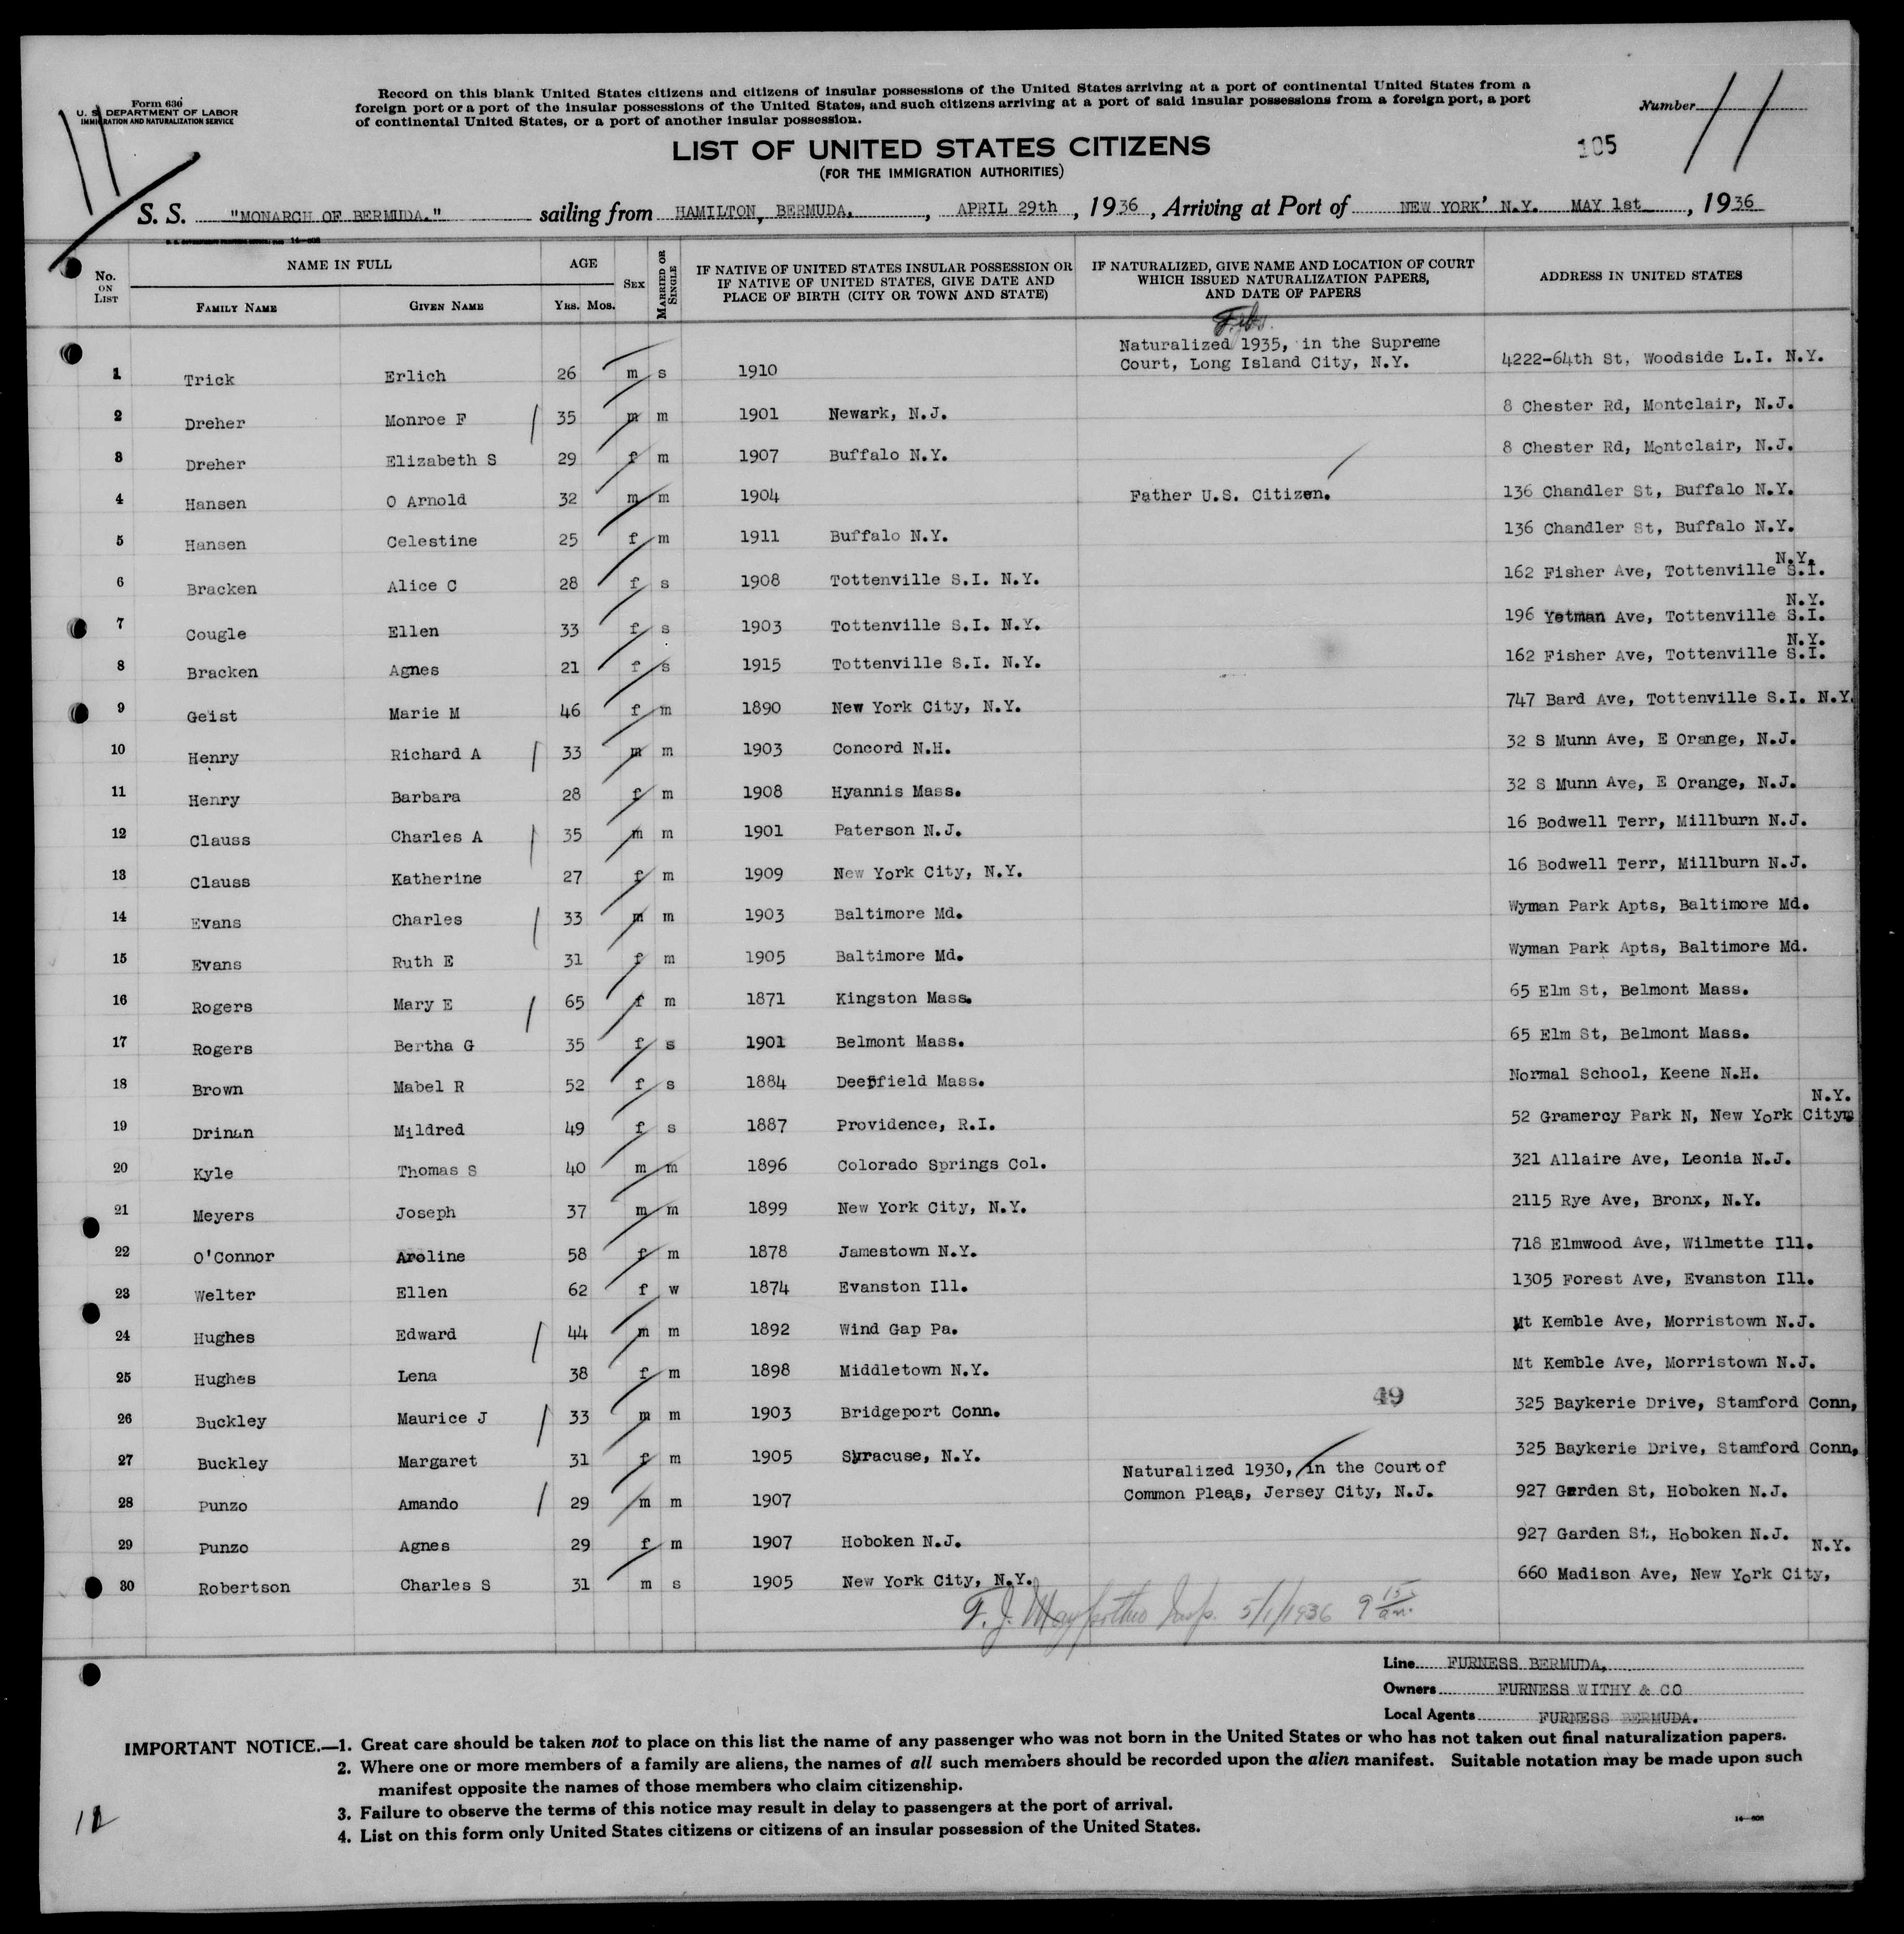 Form 630
U. S. DEPARTMENT OF LABOR
IMMIGRATION AND NATURALIZATION SERVICE
Record on this blank United States citizens and citizens of insular possessions of the United States arriving at a port of continental United States from a
foreign port or a port of the insular possessions of the United States, and such citizens arriving at a port of said insular possessions from a foreign port, a port
of continental United States, or a port of another insular possession.
Number 11
105
LIST OF UNITED STATES CITIZENS
(FOR THE IMMIGRATION AUTHORITIES)
S. S. "MONARCH OF BERMUDA." sailing from HAMILTON, BERMUDA. , APRIL 29th , 1936 , Arriving at Port of NEW YORK' N.Y. MAY 1st , 1936
No. ON LIST NAME IN FULL FAMILY NAME GIVEN NAME AGE YRS. MOS. SEX MARRIED OR SINGLE IF NATIVE OF UNITED STATES INSULAR POSSESSION OR IF NATIVE OF UNITED STATES, GIVE DATE AND PLACE OF BIRTH (CITY OR TOWN AND STATE) IF NATURALIZED, GIVE NAME AND LOCATION OF COURT WHICH ISSUED NATURALIZATION PAPERS, AND DATE OF PAPERS ADDRESS IN UNITED STATES
1 Trick Erlich 26 m s 1910 Naturalized 1935, in the Supreme Court, Long Island City, N.Y. 4222-64th St, Woodside L.I. N.Y.
2 Dreher Monroe F 35 m m 1901 Newark, N.J. 8 Chester Rd, Montclair, N.J.
3 Dreher Elizabeth S 29 f m 1907 Buffalo N.Y. 8 Chester Rd, Montclair, N.J.
4 Hansen O Arnold 32 m m 1904 Father U.S. Citizen. 136 Chandler St, Buffalo N.Y.
5 Hansen Celestine 25 f m 1911 Buffalo N.Y. 136 Chandler St, Buffalo N.Y.
6 Bracken Alice C 28 f s 1908 Tottenville S.I. N.Y. 162 Fisher Ave, Tottenville S.I. N.Y.
7 Cougle Ellen 33 f s 1903 Tottenville S.I. N.Y. 196 Yetman Ave, Tottenville S.I. N.Y.
8 Bracken Agnes 21 f s 1915 Tottenville S.I. N.Y. 162 Fisher Ave, Tottenville S.I. N.Y.
9 Geist Marie M 46 f m 1890 New York City, N.Y. 747 Bard Ave, Tottenville S.I. N.Y.
10 Henry Richard A 33 m m 1903 Concord N.H. 32 S Munn Ave, E Orange, N.J.
11 Henry Barbara 28 f m 1908 Hyannis Mass. 32 S Munn Ave, E Orange, N.J.
12 Clauss Charles A 35 m m 1901 Paterson N.J. 16 Bodwell Terr, Millburn N.J.
13 Clauss Katherine 27 f m 1909 New York City, N.Y. 16 Bodwell Terr, Millburn N.J.
14 Evans Charles 33 m m 1903 Baltimore Md. Wyman Park Apts, Baltimore Md.
15 Evans Ruth E 31 f m 1905 Baltimore Md. Wyman Park Apts, Baltimore Md.
16 Rogers Mary E 65 f m 1871 Kingston Mass. 65 Elm St, Belmont Mass.
17 Rogers Bertha G 35 f s 1901 Belmont Mass. 65 Elm St, Belmont Mass.
18 Brown Mabel R 52 f s 1884 Deerfield Mass. Normal School, Keene N.H.
19 Drinan Mildred 49 f s 1887 Providence, R.I. 52 Gramercy Park N, New York City N.Y.
20 Kyle Thomas S 40 m m 1896 Colorado Springs Col. 321 Allaire Ave, Leonia N.J.
21 Meyers Joseph 37 m m 1899 New York City, N.Y. 2115 Rye Ave, Bronx, N.Y.
22 O'Connor Aroline 58 f m 1878 Jamestown N.Y. 718 Elmwood Ave, Wilmette Ill.
23 Welter Ellen 62 f w 1874 Evanston Ill. 1305 Forest Ave, Evanston Ill.
24 Hughes Edward 44 m m 1892 Wind Gap Pa. Mt Kemble Ave, Morristown N.J.
25 Hughes Lena 38 f m 1898 Middletown N.Y. Mt Kemble Ave, Morristown N.J.
49
26 Buckley Maurice J 33 m m 1903 Bridgeport Conn. 325 Baykerie Drive, Stamford Conn,
27 Buckley Margaret 31 f m 1905 Syracuse, N.Y. 325 Baykerie Drive, Stamford Conn,
28 Punzo Amando 29 m m 1907 Naturalized 1930, in the Court of Common Pleas, Jersey City, N.J. 927 Garden St, Hoboken N.J.
29 Punzo Agnes 29 f m 1907 Hoboken N.J. 927 Garden St, Hoboken N.J.
30 Robertson Charles S 31 m s 1905 New York City, N.Y. 660 Madison Ave, New York City, N.Y.
F. J. Insp. 5/1/1936 9 15 a.m.
Line FURNESS BERMUDA,
Owners FURNESS WITHY & CO
Local Agents FURNESS BERMUDA.
IMPORTANT NOTICE.—1. Great care should be taken not to place on this list the name of any passenger who was not born in the United States or who has not taken out final naturalization papers.
2. Where one or more members of a family are aliens, the names of all such members should be recorded upon the alien manifest. Suitable notation may be made upon such
manifest opposite the names of those members who claim citizenship.
3. Failure to observe the terms of this notice may result in delay to passengers at the port of arrival.
4. List on this form only United States citizens or citizens of an insular possession of the United States.